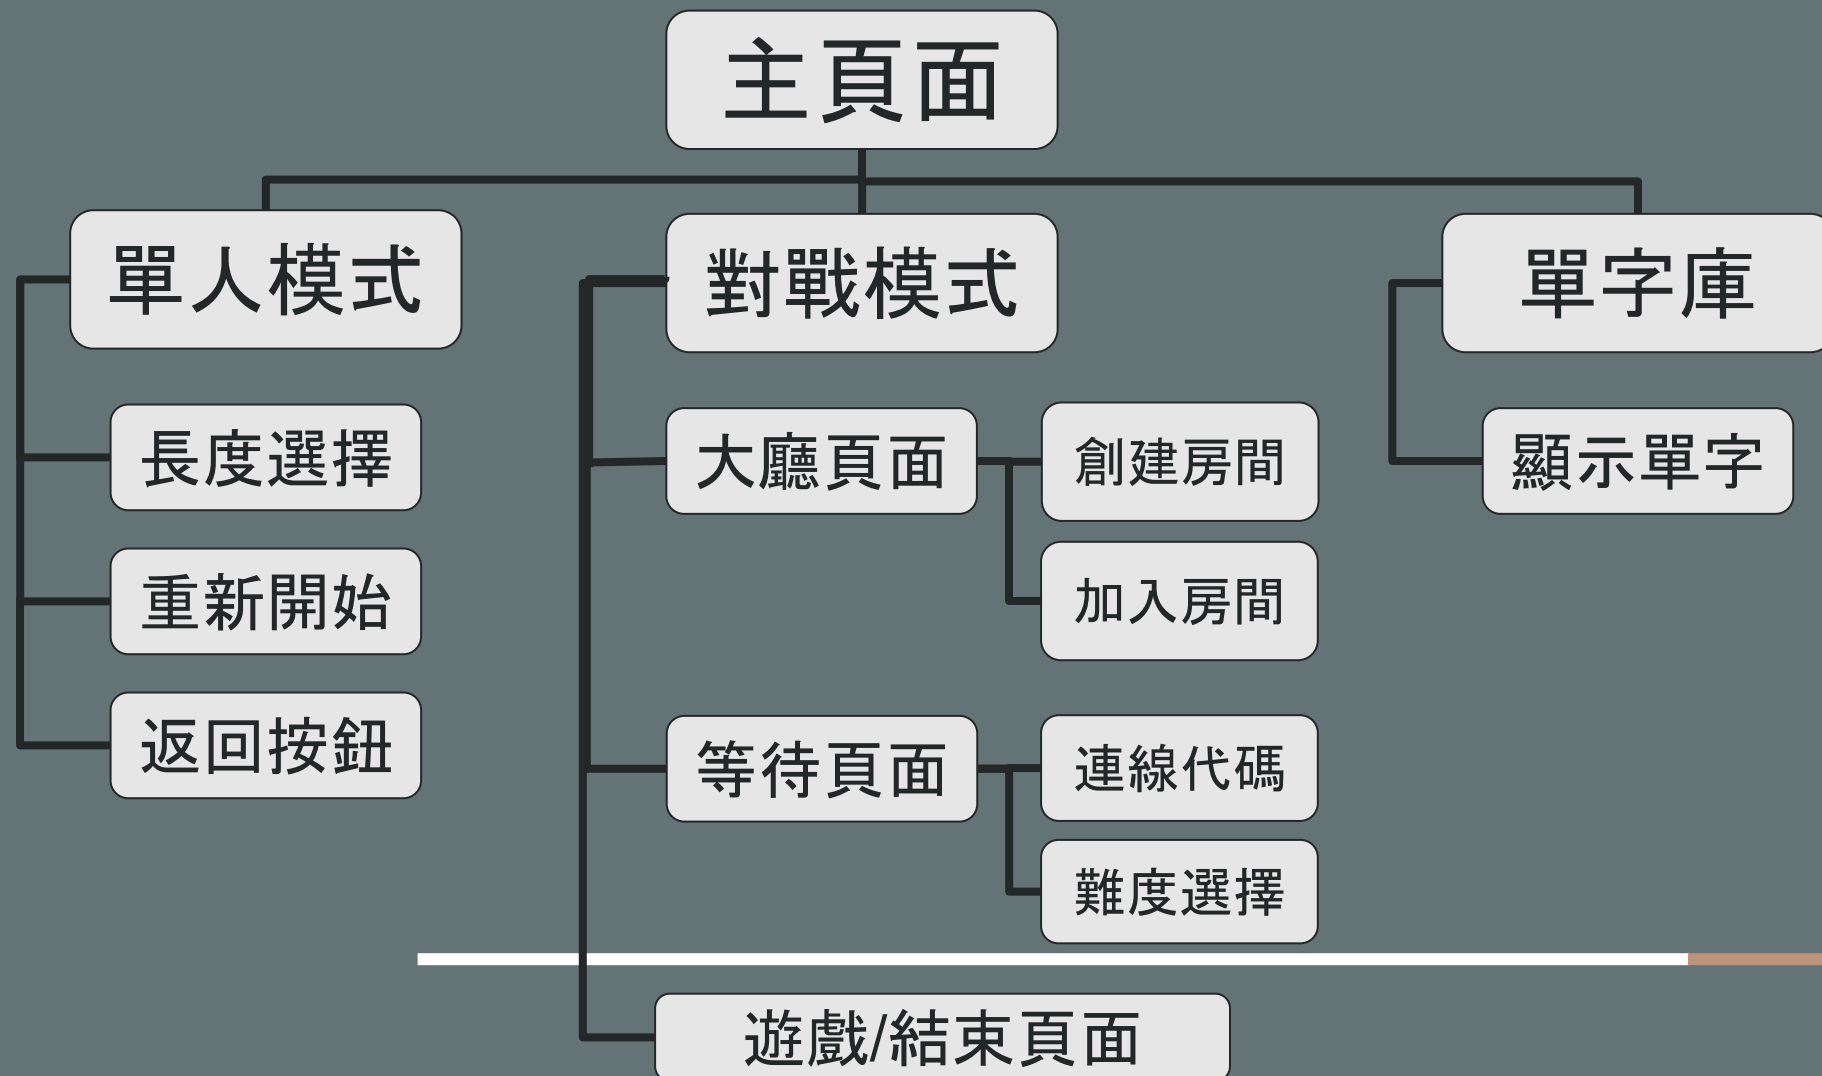 主頁面
單人模式
對戰模式
單字庫
長度選擇
大廳頁面
創建房間
顯示單字
重新開始
加入房間
返回按鈕
等待頁面
連線代碼
難度選擇
遊戲/結束頁面